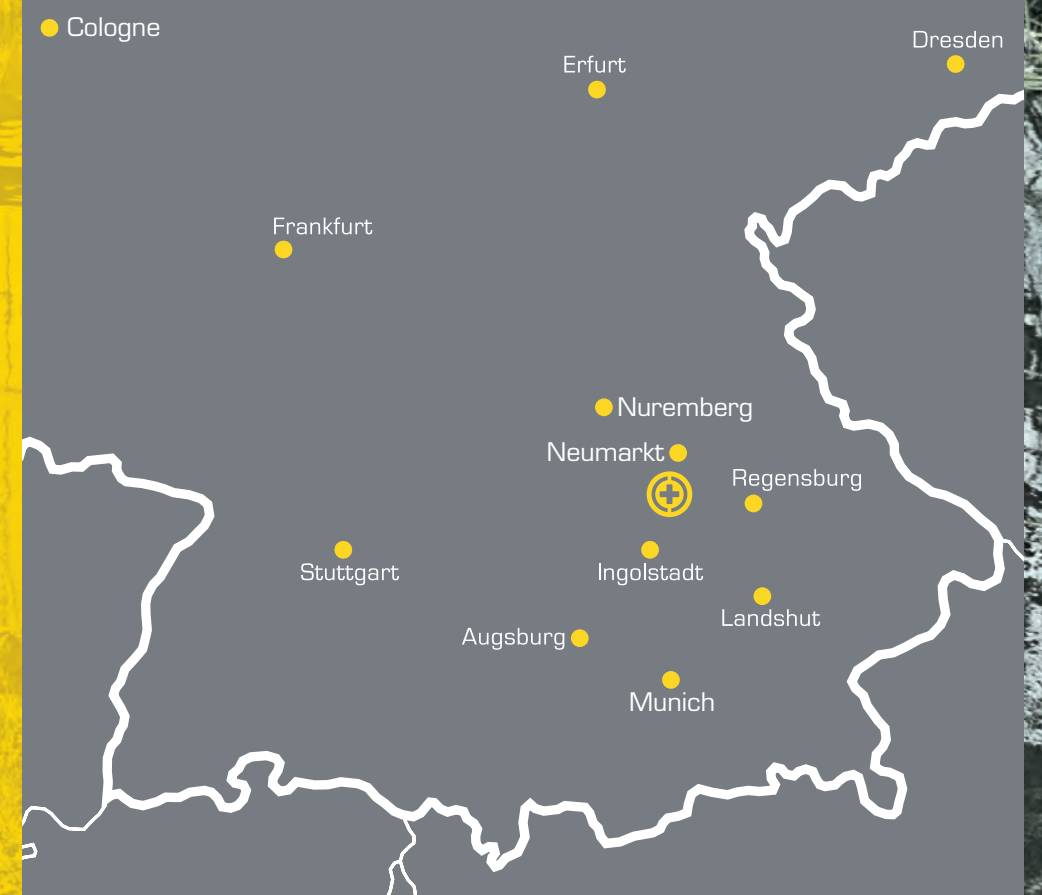 Cologne
Dresden
Erfurt
Frankfurt
Nuremberg
Neumarkt
Regensburg
Stuttgart
Ingolstadt
Landshut
Augsburg
Munich